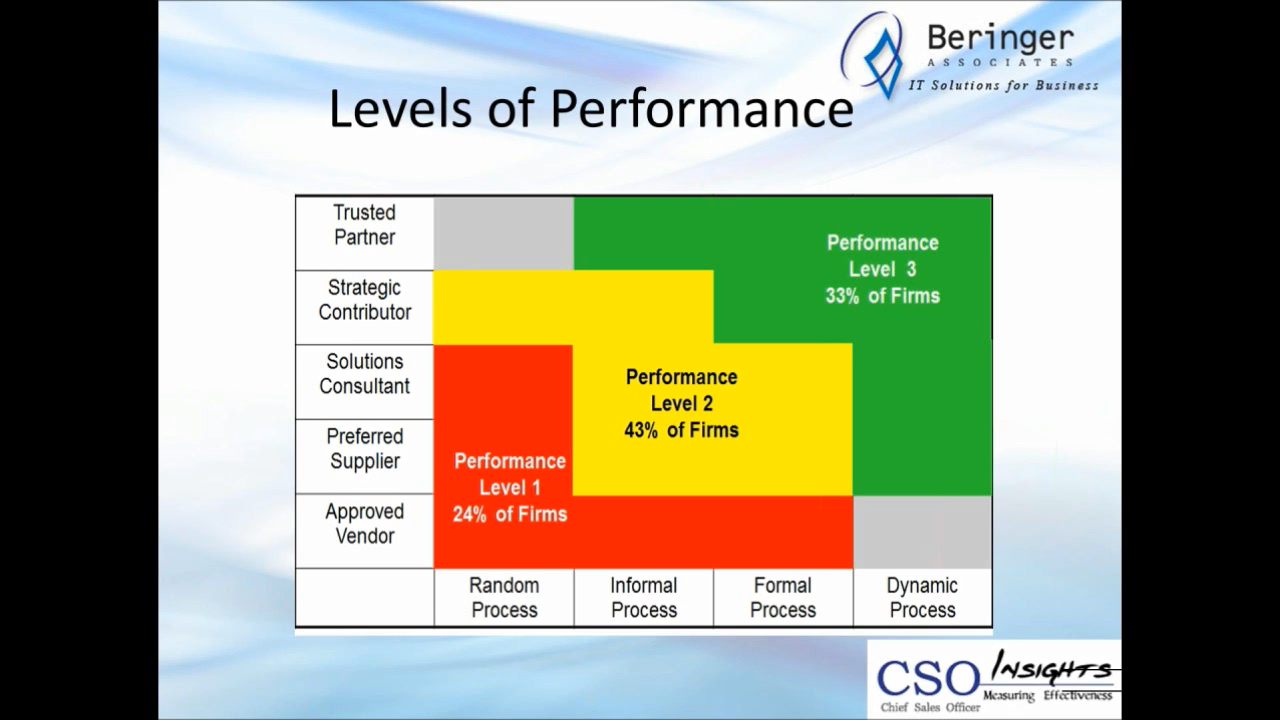 Beringer
ASSOCIATES
IT Solutions for Business
Levels of Performance
Trusted
Partner
Performance
Level 3
33% of Firms
Strategic
Contributor
Solutions
Consultant
Performance
Level 2
43% of Firms
Preferred
Supplier
Performance
Level 1
24% of Firms
Approved
Vendor
Random
Process
Informal
Process
Formal
Process
Dynamic
Process
CSO INSIGHTS
Chief Sales Officer
Measuring Effectiveness